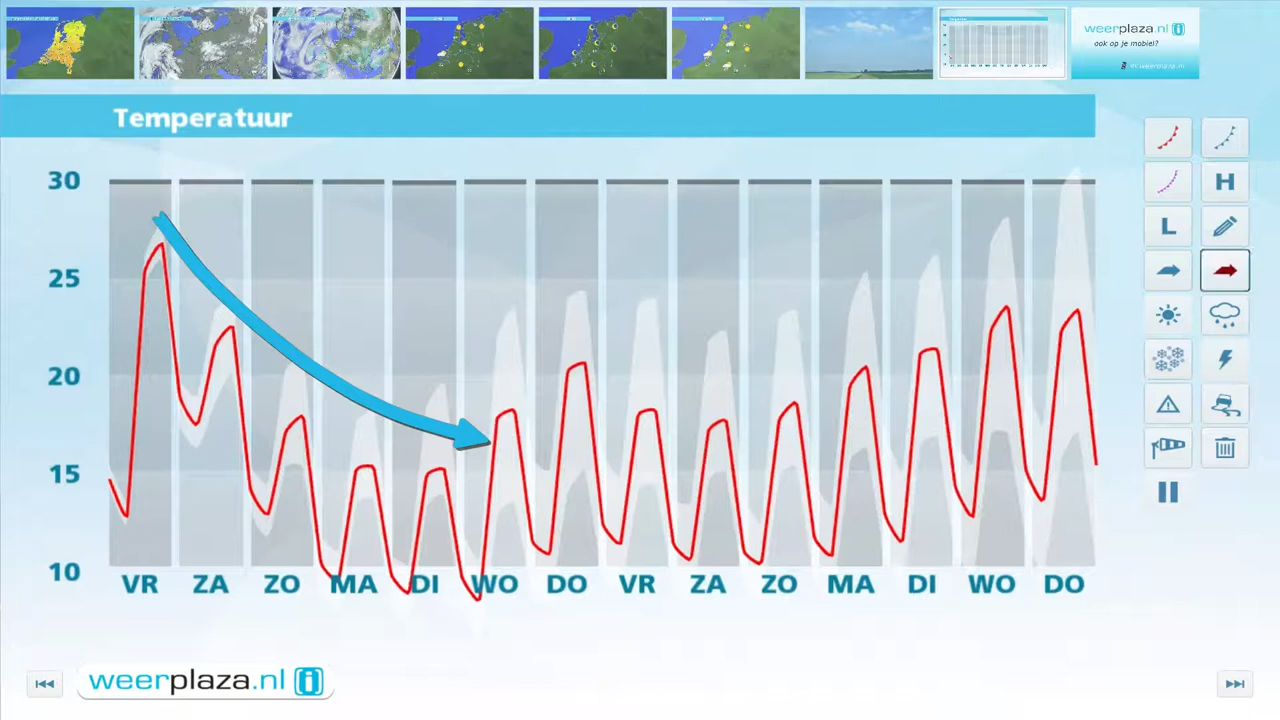 weerplaza.nl
ook op je mobiel?
Temperatuur
30
25
20
15
10
VR ZA ZO MA DI WO DO VR ZA ZO MA DI WO DO
H
L
weerplaza.nl